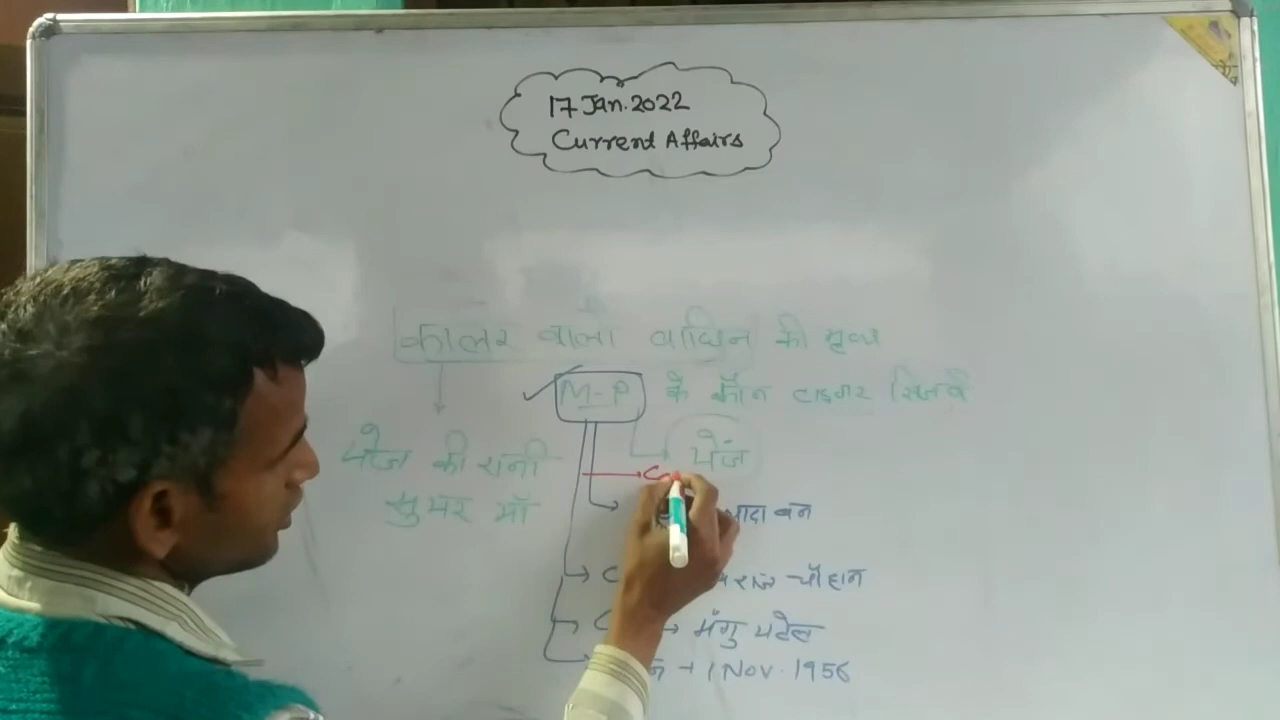 17 Jan. 2022
Current Affairs
कालर वाला बाघिन की मृत्यु
M-P के कौन टाइगर रिजर्व
पेंज
पेंज की रानी
सुपर माँ
C
चौहान
मंगु पटेल
1 Nov. 1956